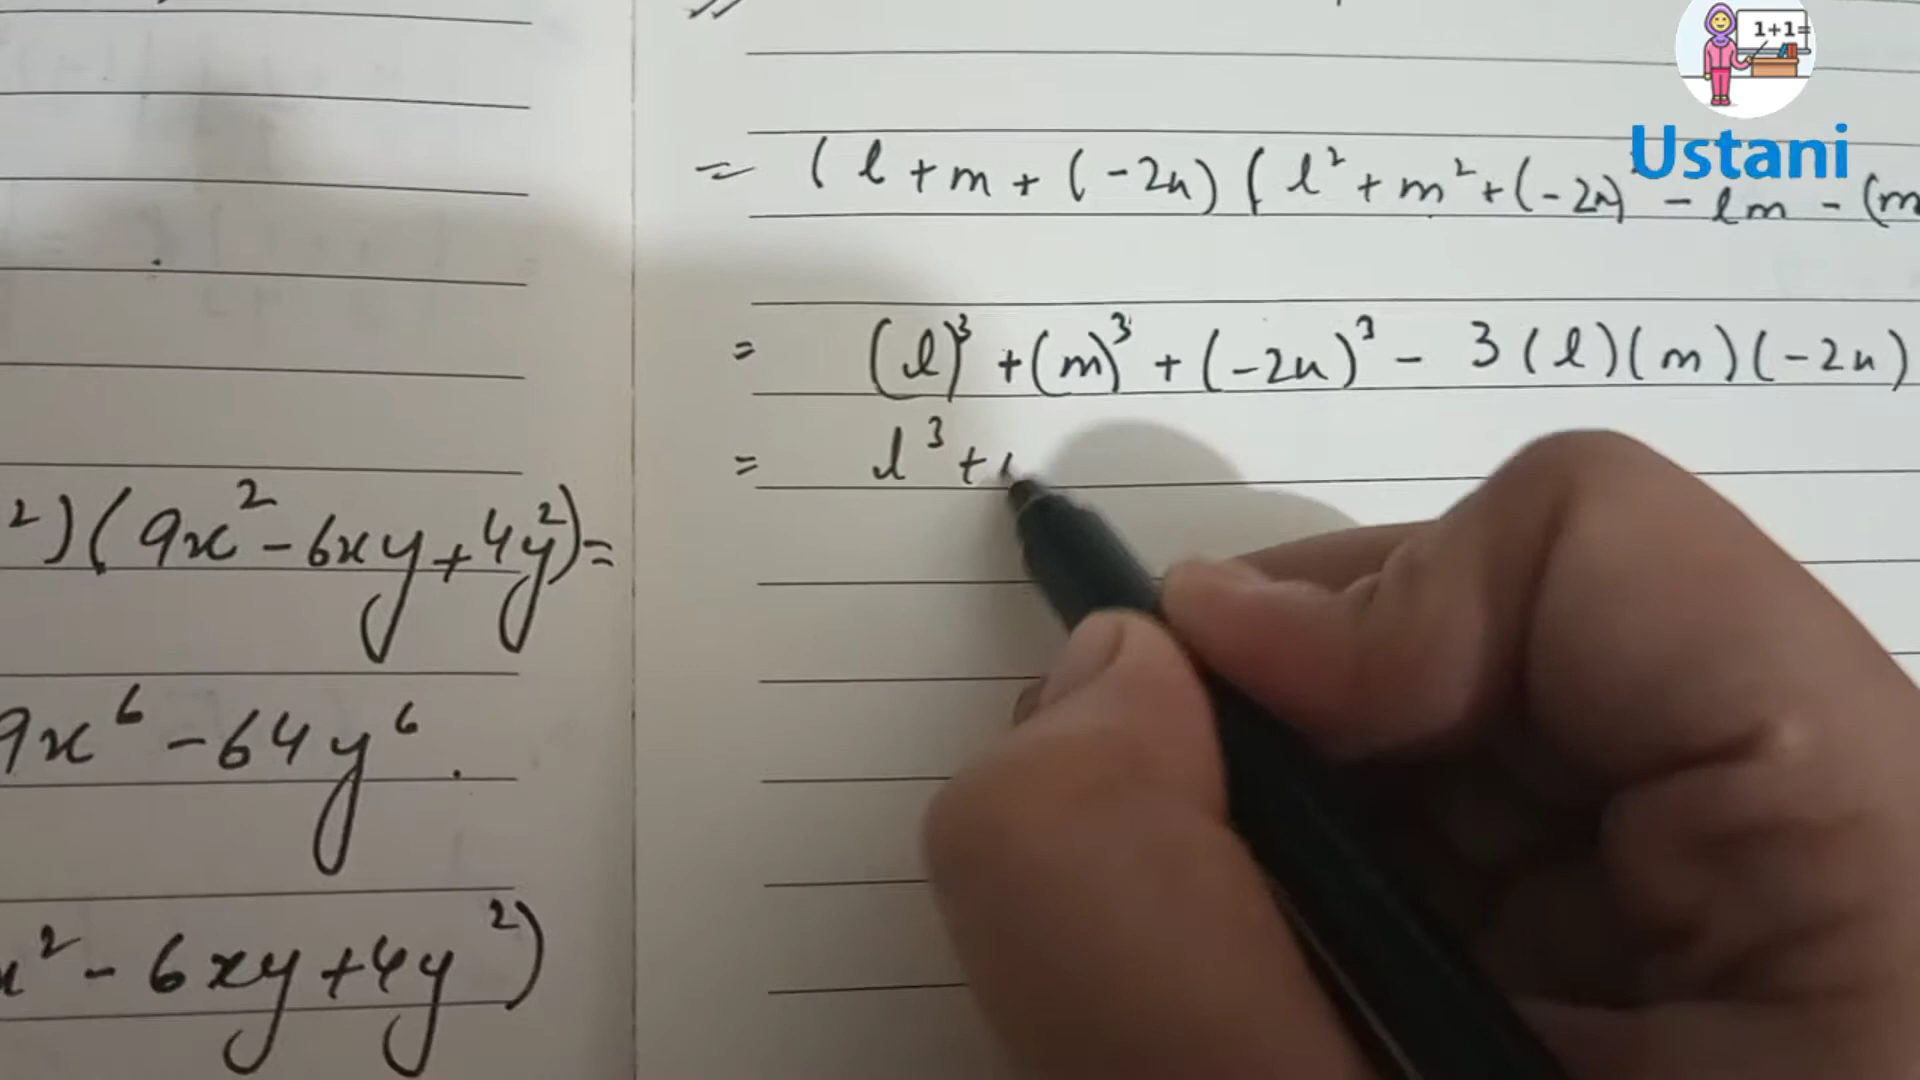 1+1=
Ustani
= (l + m + (-2n) (l² + m² + (-2n) - lm - (m
= (l)³ + (m)³ + (-2n)³ - 3 (l) (m) (-2n)
= l³ +
²) (9x² - 6xy + 4y²) =
9x⁶ - 64y⁶.
x² - 6xy + 4y²)